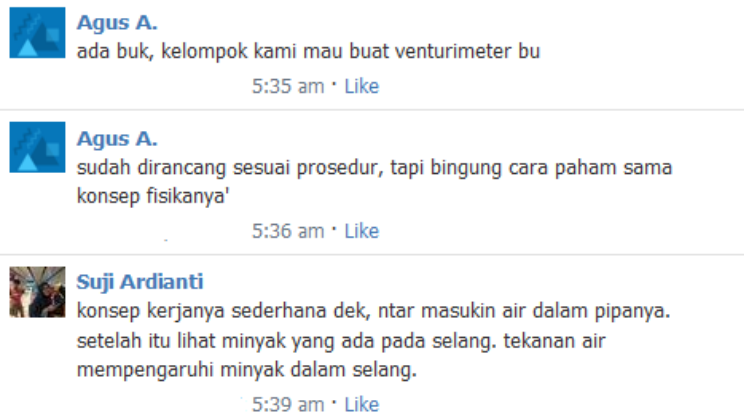 Agus A.
ada buk, kelompok kami mau buat venturimeter bu
5:35 am · Like
Agus A.
sudah dirancang sesuai prosedur, tapi bingung cara paham sama
konsep fisikanya'
5:36 am · Like
Suji Ardianti
konsep kerjanya sederhana dek, ntar masukin air dalam pipanya.
setelah itu lihat minyak yang ada pada selang. tekanan air
mempengaruhi minyak dalam selang.
5:39 am · Like